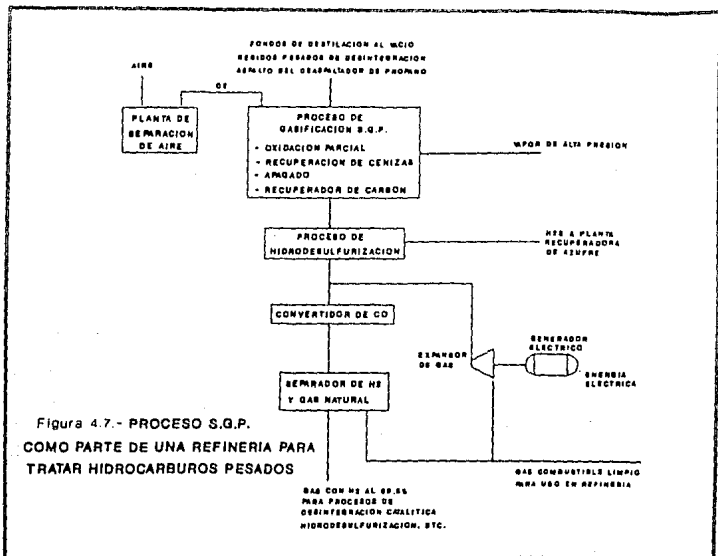 FONDOS DE DESTILACION AL VACIO
RESIDOS PESADOS DE DESINTEGRACION
ASFALTO DEL DEASFALTADOR DE PROPANO
AIRE
O2
PLANTA DE
SEPARACION
DE AIRE
PROCESO DE
GASIFICACION S.G.P.
- OXIDACION PARCIAL
- RECUPERACION DE CENIZAS
- APAGADO
- RECUPERADOR DE CARBON
VAPOR DE ALTA PRESION
PROCESO DE
HIDRODESULFURIZACION
H2S A PLANTA
RECUPERADORA
DE AZUFRE
CONVERTIDOR DE CO
EXPANSOR
DE GAS
GENERADOR
ELECTRICO
ENERGIA
ELECTRICA
SEPARADOR DE H2
Y GAS NATURAL
Figura 4.7.- PROCESO S.G.P.
COMO PARTE DE UNA REFINERIA PARA
TRATAR HIDROCARBUROS PESADOS
GAS COMBUSTIBLE LIMPIO
PARA USO EN REFINERIA
GAS CON H2 AL
PARA PROCESOS DE
DESINTEGRACION CATALITICA
HIDRODESULFURIZACION, ETC.